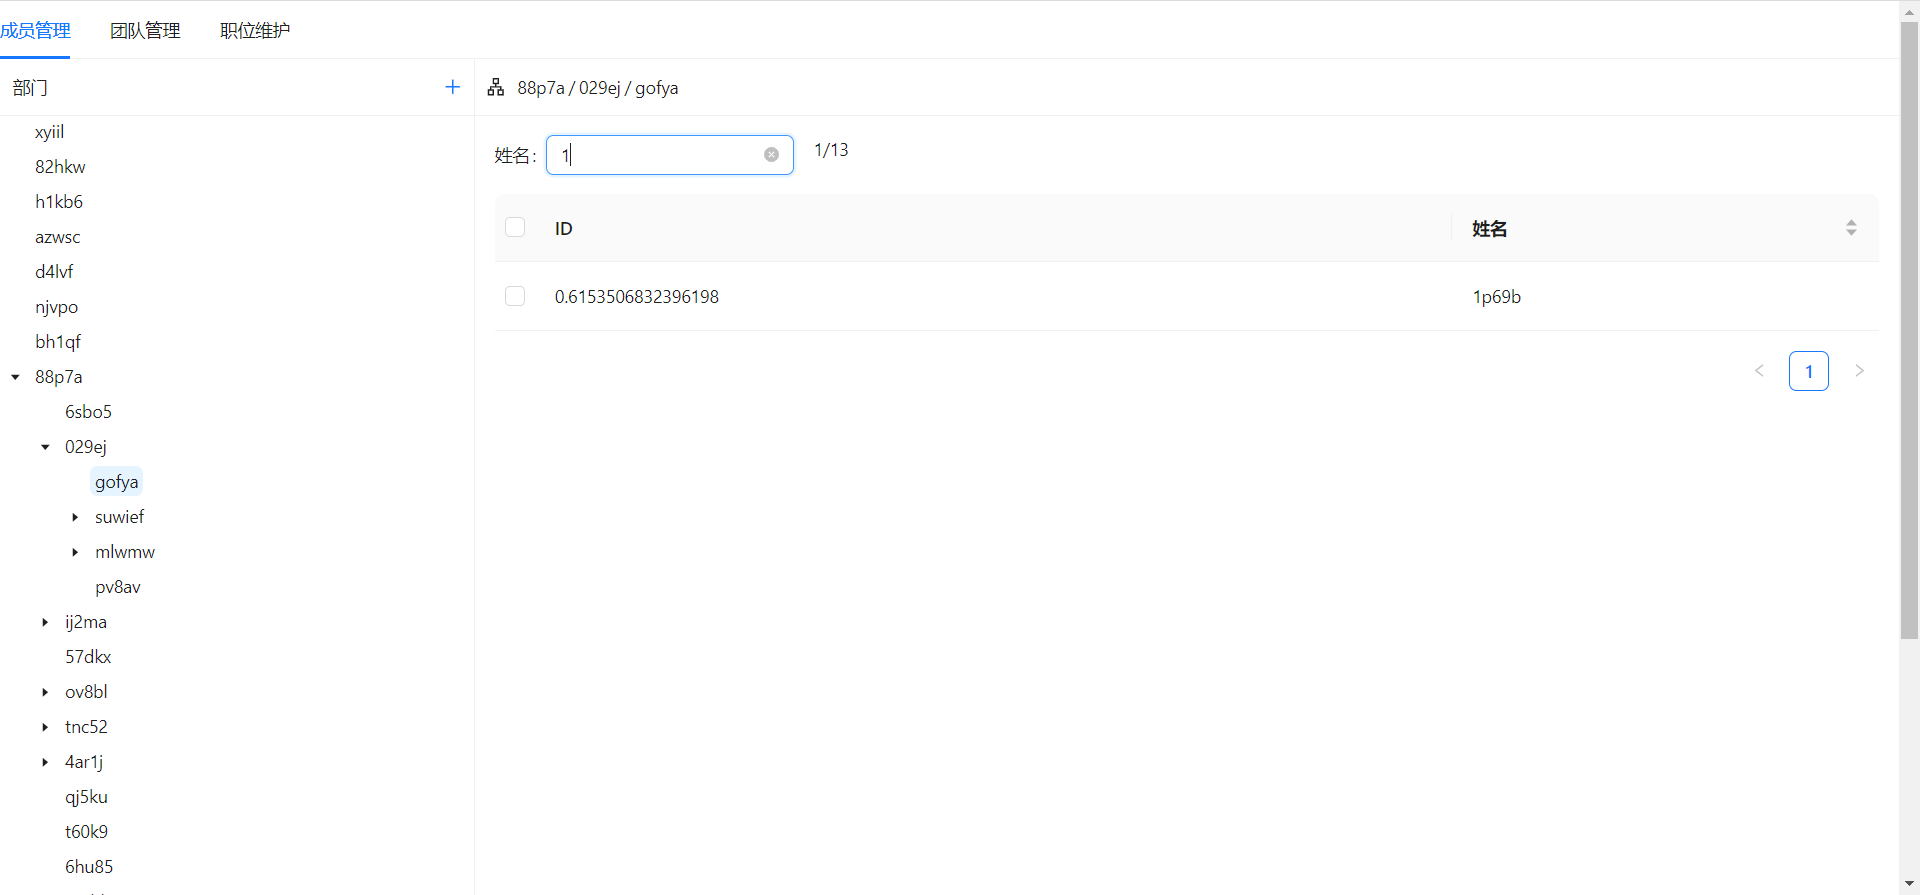 成员管理 团队管理 职位维护
部门
xyiil
82hkw
h1kb6
azwsc
d4lvf
njvpo
bh1qf
88p7a
6sbo5
029ej
gofya
suwief
mlwmw
pv8av
ij2ma
57dkx
ov8bl
tnc52
4ar1j
qj5ku
t60k9
6hu85
88p7a / 029ej / gofya
姓名: 1 1/13
ID 姓名
0.6153506832396198 1p69b
1